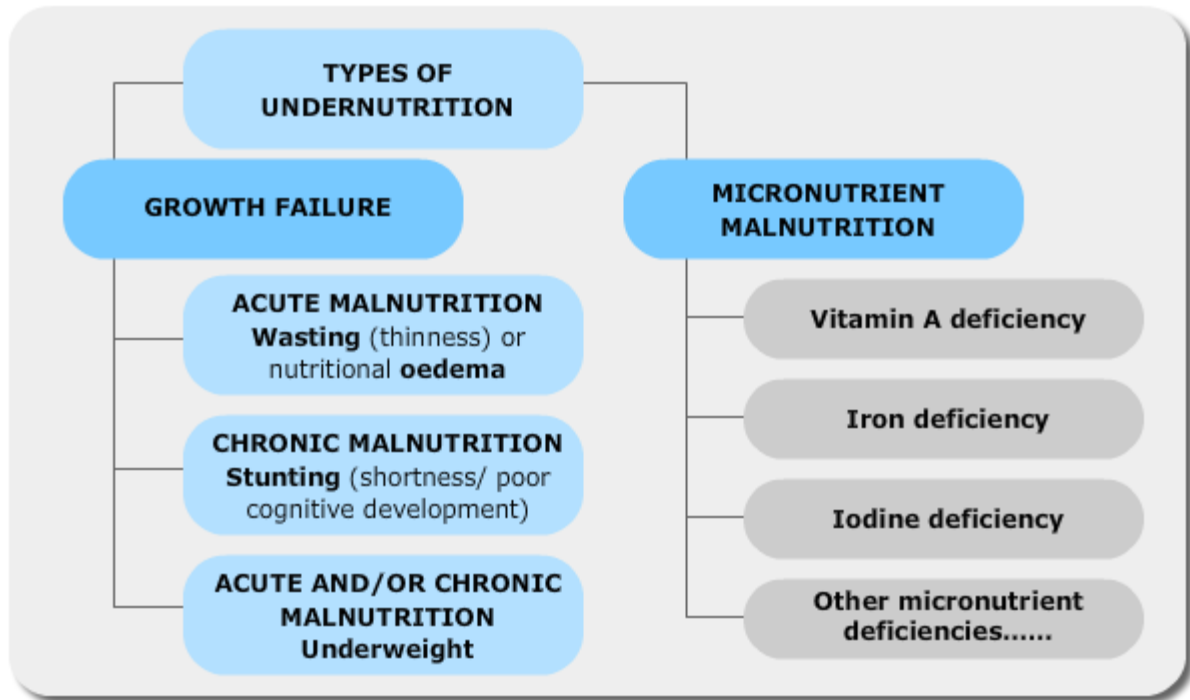 TYPES OF
UNDERNUTRITION
GROWTH FAILURE
ACUTE MALNUTRITION
Wasting (thinness) or
nutritional oedema
CHRONIC MALNUTRITION
Stunting (shortness/ poor
cognitive development)
ACUTE AND/OR CHRONIC
MALNUTRITION
Underweight
MICRONUTRIENT
MALNUTRITION
Vitamin A deficiency
Iron deficiency
Iodine deficiency
Other micronutrient
deficiencies......